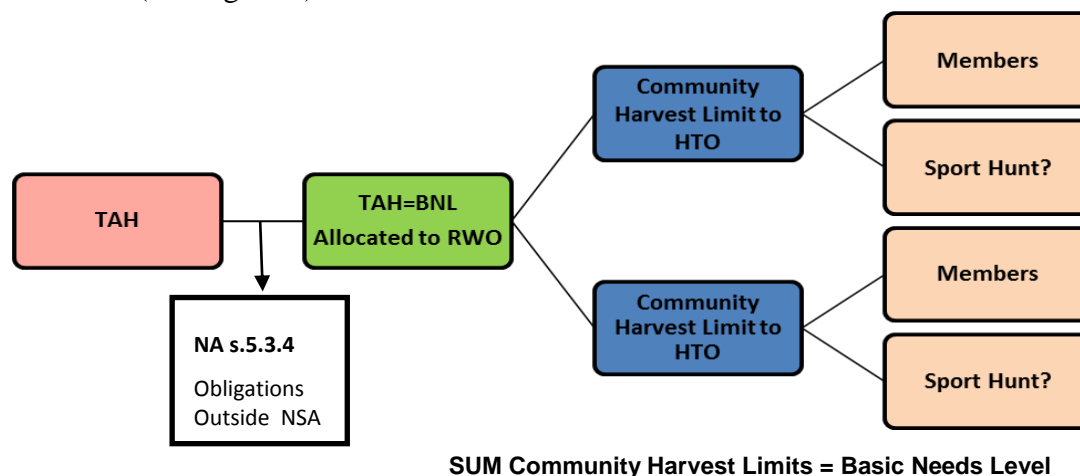 TAH
NA s.5.3.4
Obligations
Outside NSA
TAH=BNL
Allocated to RWO
Community
Harvest Limit to
HTO
Members
Sport Hunt?
Community
Harvest Limit to
HTO
Members
Sport Hunt?
SUM Community Harvest Limits = Basic Needs Level